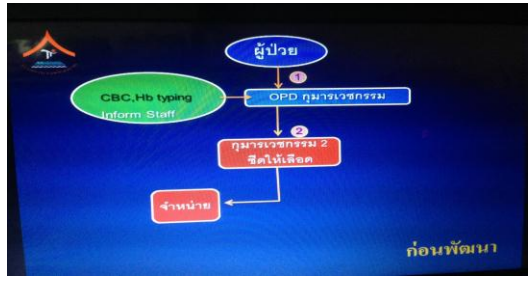 ผู้ป่วย
1
CBC,Hb typing
Inform Staff
OPD กุมารเวชกรรม
2
กุมารเวชกรรม 2
ซีดให้เลือด
จำหน่าย
ก่อนพัฒนา